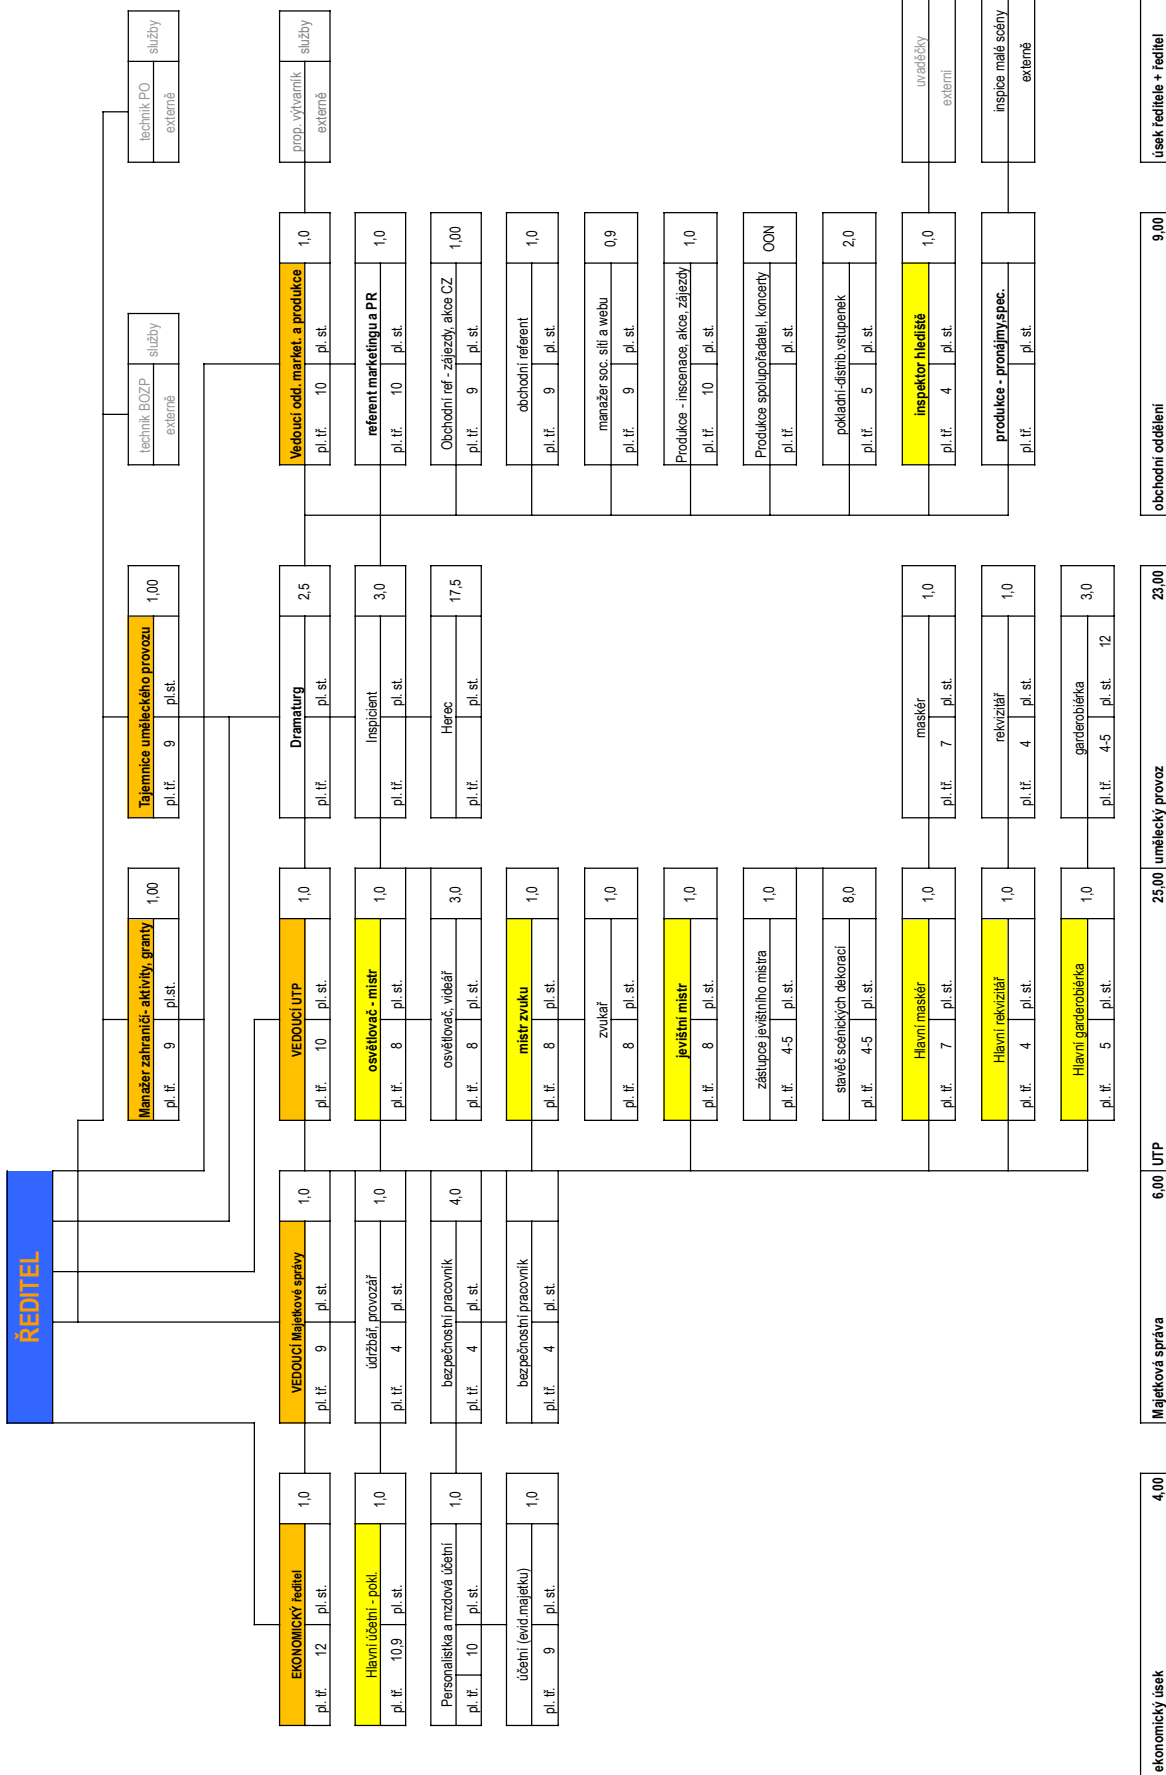 ŘEDITEL
technik BOZP
služby
externě
technik PO
služby
externě
Manažer zahraničí- aktivity, granty
1,00
pl. tř. 9 pl.st.
Tajemnice uměleckého provozu
1,00
pl. tř. 9 pl.st.
EKONOMICKÝ ředitel
1,0
pl. tř. 12 pl. st.
Hlavní účetní - pokl.
1,0
pl. tř. 10,9 pl. st.
Personalistka a mzdová účetní
1,0
pl. tř. 10 pl. st.
účetní (evid.majetku)
1,0
pl. tř. 9 pl. st.
VEDOUCÍ Majetkové správy
1,0
pl. tř. 9 pl. st.
údržbář, provozář
1,0
pl. tř. 4 pl. st.
bezpečnostní pracovník
4,0
pl. tř. 4 pl. st.
bezpečnostní pracovník
pl. tř. 4 pl. st.
VEDOUCÍ UTP
1,0
pl. tř. 10 pl. st.
osvětlovač - mistr
1,0
pl. tř. 8 pl. st.
osvětlovač, videář
3,0
pl. tř. 8 pl. st.
mistr zvuku
1,0
pl. tř. 8 pl. st.
zvukař
1,0
pl. tř. 8 pl. st.
jevištní mistr
1,0
pl. tř. 8 pl. st.
zástupce jevištního mistra
1,0
pl. tř. 4-5 pl. st.
stavěč scénických dekorací
8,0
pl. tř. 4-5 pl. st.
Hlavní maskér
1,0
pl. tř. 7 pl. st.
Hlavní rekvizitář
1,0
pl. tř. 4 pl. st.
Hlavní garderobiérka
1,0
pl. tř. 5 pl. st.
Dramaturg
2,5
pl. tř. pl. st.
Inspicient
3,0
pl. tř. pl. st.
Herec
17,5
pl. tř. pl. st.
maskér
1,0
pl. tř. 7 pl. st.
rekvizitář
1,0
pl. tř. 4 pl. st.
garderobiérka
3,0
pl. tř. 4-5 pl. st. 12
Vedoucí odd. market. a produkce
1,0
pl. tř. 10 pl. st.
referent marketingu a PR
1,0
pl. tř. 10 pl. st.
Obchodní ref - zájezdy, akce CZ
1,00
pl. tř. 9 pl. st.
obchodní referent
1,0
pl. tř. 9 pl. st.
manažer soc. sítí a webu
0,9
pl. tř. 9 pl. st.
Produkce - inscenace, akce, zájezdy
1,0
pl. tř. 10 pl. st.
Produkce spolupořadatel, koncerty
OON
pl. tř. pl. st.
pokladní-distrib.vstupenek
2,0
pl. tř. 5 pl. st.
inspektor hlediště
1,0
pl. tř. 4 pl. st.
produkce - pronájmy,spec.
pl. tř. pl. st.
prop. výtvarník
služby
externě
uvaděčky
externí
inspice malé scény
externě
ekonomický úsek 4,00 Majetková správa 6,00 UTP 25,00 umělecký provoz 23,00 obchodní oddělení 9,00 úsek ředitele + ředitel